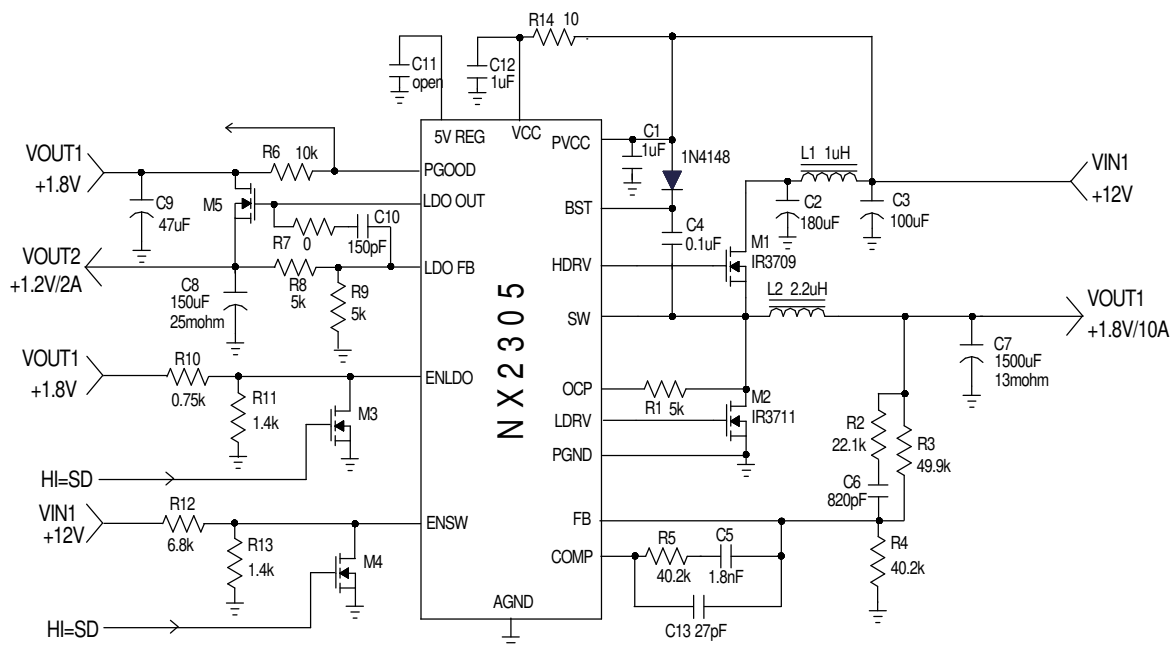 R14 10
C11
open
C12
1uF
5V REG
VCC
PVCC
C1
1uF
1N4148
L1 1uH
VIN1
+12V
VOUT1
+1.8V
R6 10k
PGOOD
C9
47uF
M5
LDO OUT
BST
C2
180uF
C3
100uF
C4
0.1uF
C10
150pF
R7 0
M1
IR3709
HDRV
VOUT2
+1.2V/2A
LDO FB
C8
150uF
25mohm
R8
5k
R9
5k
NX2305
L2 2.2uH
SW
VOUT1
+1.8V/10A
C7
1500uF
13mohm
VOUT1
+1.8V
R10
0.75k
R11
1.4k
ENLDO
M3
OCP
R1 5k
M2
IR3711
LDRV
PGND
R2
22.1k
R3
49.9k
C6
820pF
HI=SD
VIN1
+12V
R12
6.8k
R13
1.4k
ENSW
M4
FB
COMP
R5
40.2k
C5
1.8nF
R4
40.2k
AGND
C13 27pF
HI=SD